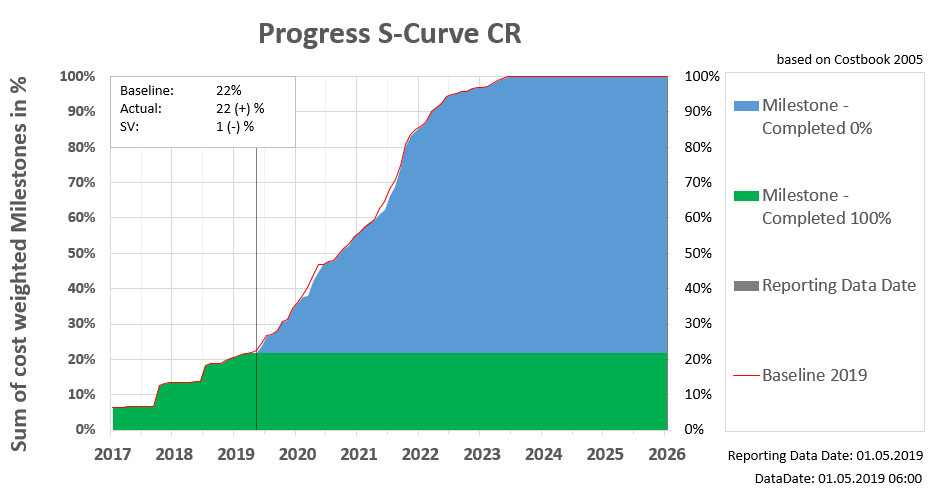 Progress S-Curve CR
based on Costbook 2005
Sum of cost weighted Milestones in %
100%
90%
80%
70%
60%
50%
40%
30%
20%
10%
0%
Baseline: 22%
Actual: 22 (+) %
SV: 1 (-) %
100%
90%
80%
70%
60%
50%
40%
30%
20%
10%
0%
2017 2018 2019 2020 2021 2022 2023 2024 2025 2026
Milestone -
Completed 0%
Milestone -
Completed 100%
Reporting Data Date
Baseline 2019
Reporting Data Date: 01.05.2019
DataDate: 01.05.2019 06:00